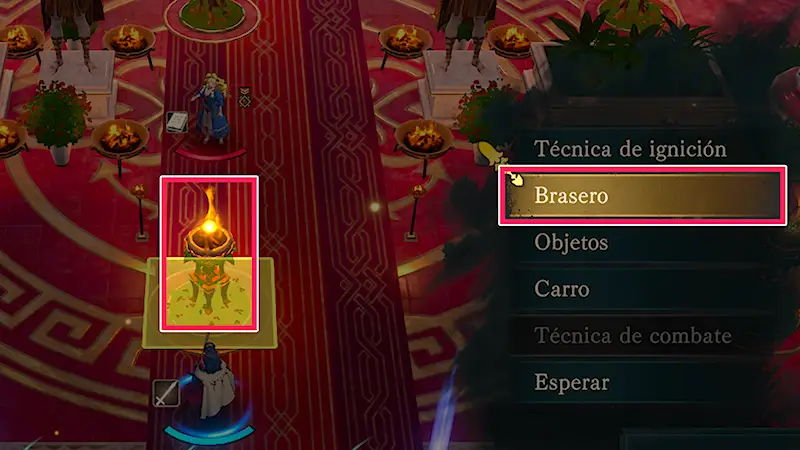 Técnica de ignición
Brasero
Objetos
Carro
Técnica de combate
Esperar